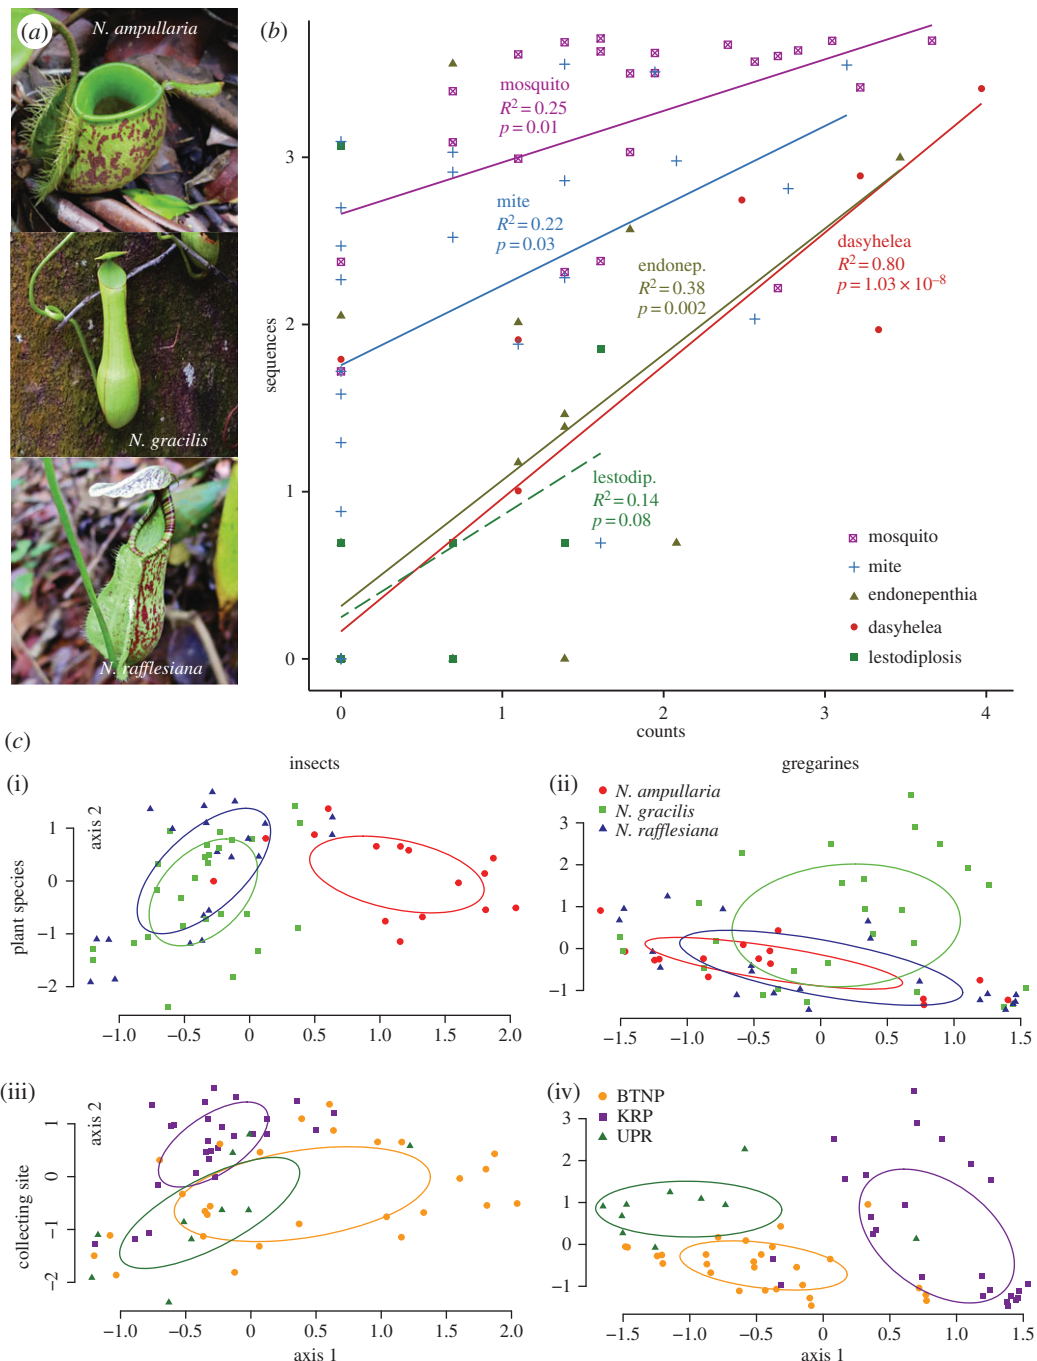 (a)
N. ampullaria
N. gracilis
N. rafflesiana
(b)
sequences
3
2
1
0
0 1 2 3 4
counts
mosquito
R² = 0.25
p = 0.01
mite
R² = 0.22
p = 0.03
endonep.
R² = 0.38
p = 0.002
dasyhelea
R² = 0.80
p = 1.03 × 10⁻⁸
lestodip.
R² = 0.14
p = 0.08
mosquito
mite
endonepenthia
dasyhelea
lestodiplosis
(c)
insects
gregarines
(i)
plant species
axis 2
1
0
−1
−2
−1.0 −0.5 0 0.5 1.0 1.5 2.0
(ii)
N. ampullaria
N. gracilis
N. rafflesiana
3
2
1
0
−1
−1.5 −1.0 −0.5 0 0.5 1.0 1.5
(iii)
collecting site
axis 2
1
0
−1
−2
−1.0 −0.5 0 0.5 1.0 1.5 2.0
axis 1
(iv)
BTNP
KRP
UPR
3
2
1
0
−1
−1.5 −1.0 −0.5 0 0.5 1.0 1.5
axis 1